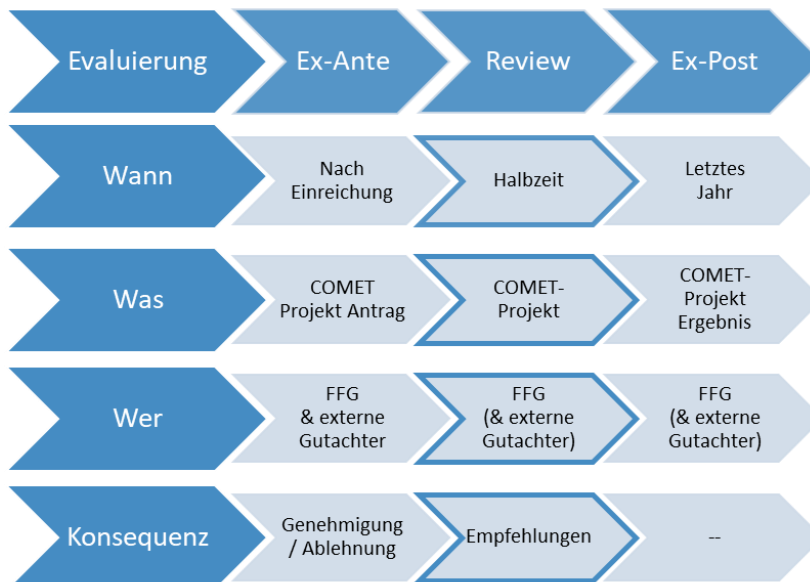 Evaluierung
Ex-Ante
Review
Ex-Post
Wann
Nach
Einreichung
Halbzeit
Letztes
Jahr
Was
COMET
Projekt Antrag
COMET-
Projekt
COMET-
Projekt
Ergebnis
Wer
FFG
& externe
Gutachter
FFG
(& externe
Gutachter)
FFG
(& externe
Gutachter)
Konsequenz
Genehmigung
/ Ablehnung
Empfehlungen
--